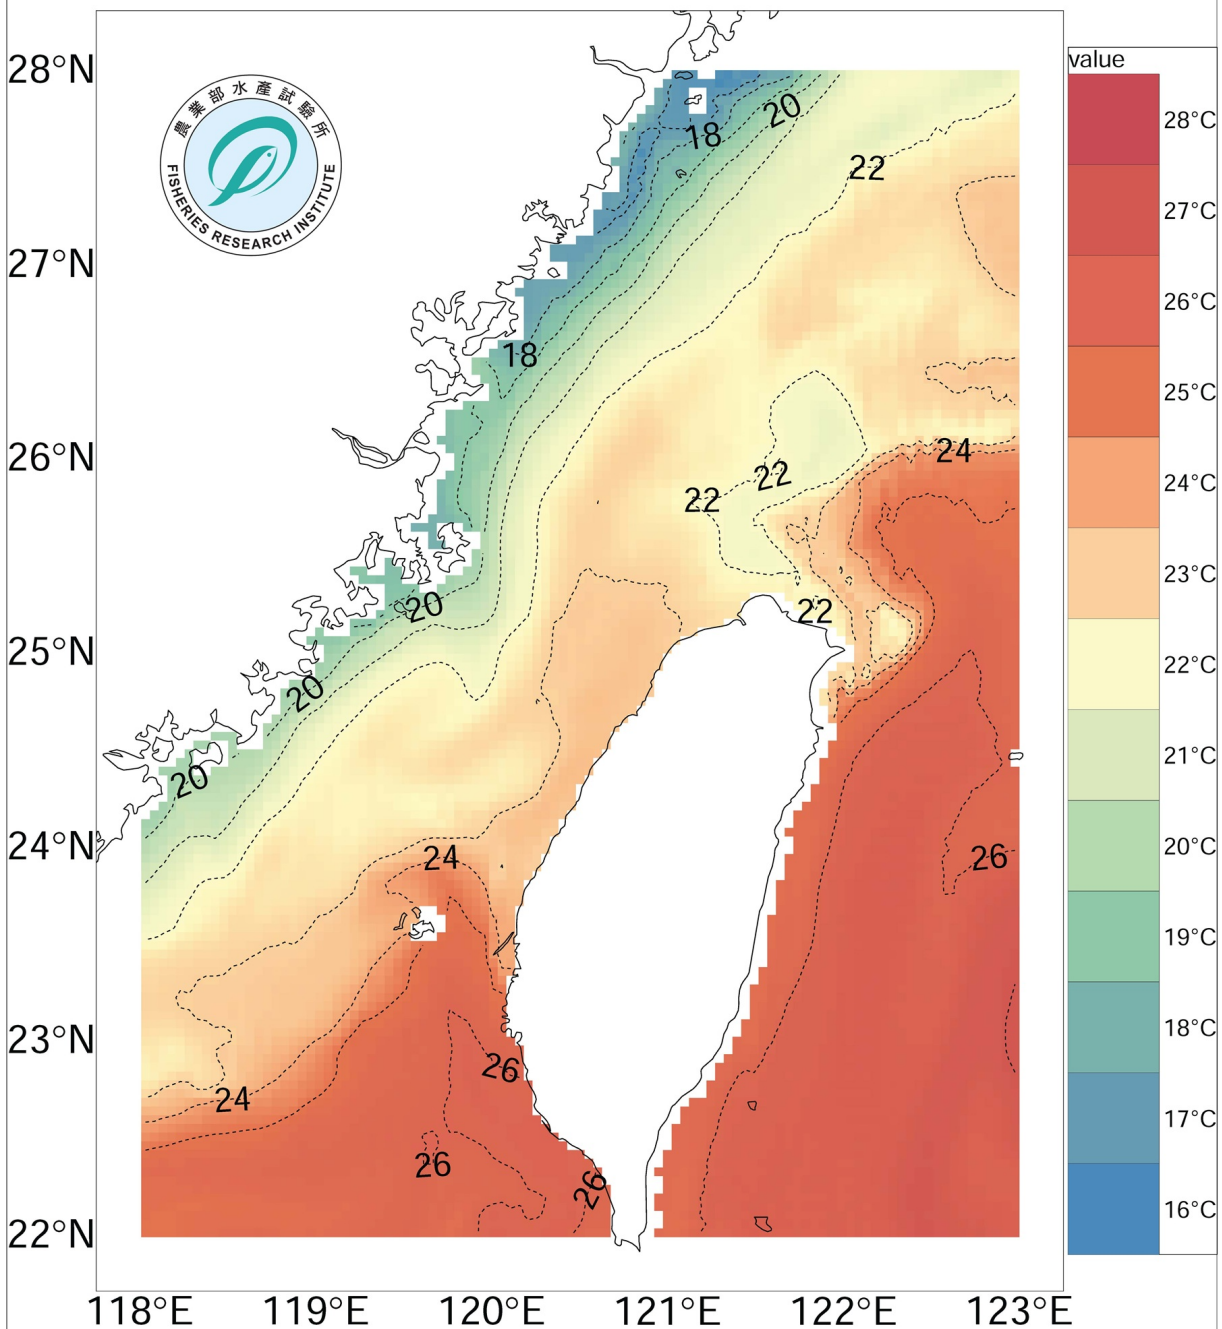 農業部水產試驗所
FISHERIES RESEARCH INSTITUTE
28°N
27°N
26°N
25°N
24°N
23°N
22°N
118°E
119°E
120°E
121°E
122°E
123°E
20
18
22
18
24
22
22
20
22
20
20
24
26
26
24
26
26
value
28°C
27°C
26°C
25°C
24°C
23°C
22°C
21°C
20°C
19°C
18°C
17°C
16°C